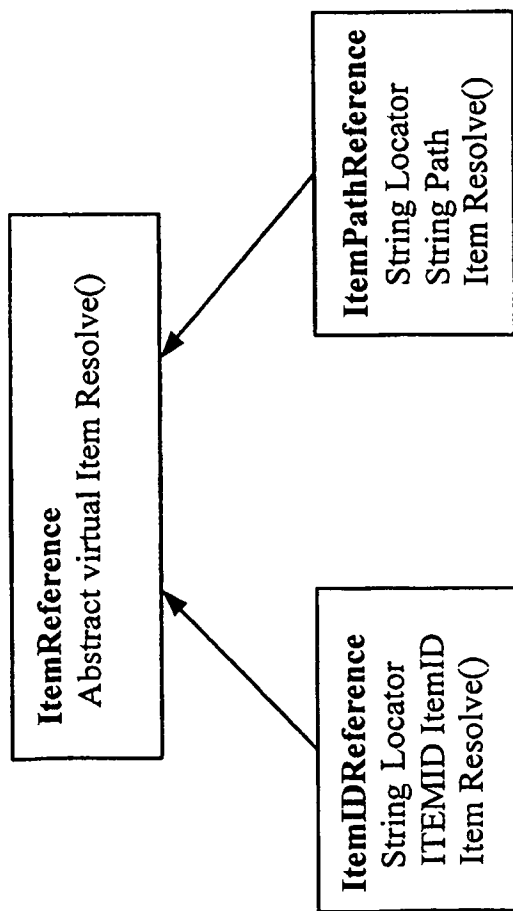 ItemReference
Abstract virtual Item Resolve()
ItemIDReference
String Locator
ITEMID ItemID
Item Resolve()
ItemPathReference
String Locator
String Path
Item Resolve()